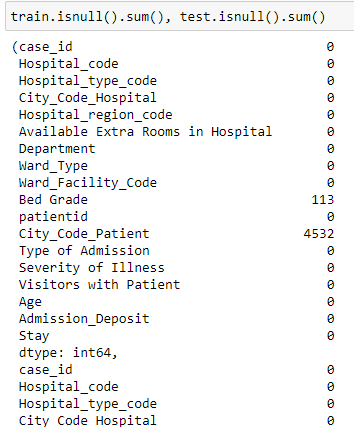 train.isnull().sum(), test.isnull().sum()
(case_id 0
Hospital_code 0
Hospital_type_code 0
City_Code_Hospital 0
Hospital_region_code 0
Available Extra Rooms in Hospital 0
Department 0
Ward_Type 0
Ward_Facility_Code 0
Bed Grade 113
patientid 0
City_Code_Patient 4532
Type of Admission 0
Severity of Illness 0
Visitors with Patient 0
Age 0
Admission_Deposit 0
Stay 0
dtype: int64,
case_id 0
Hospital_code 0
Hospital_type_code 0
City Code Hospital 0